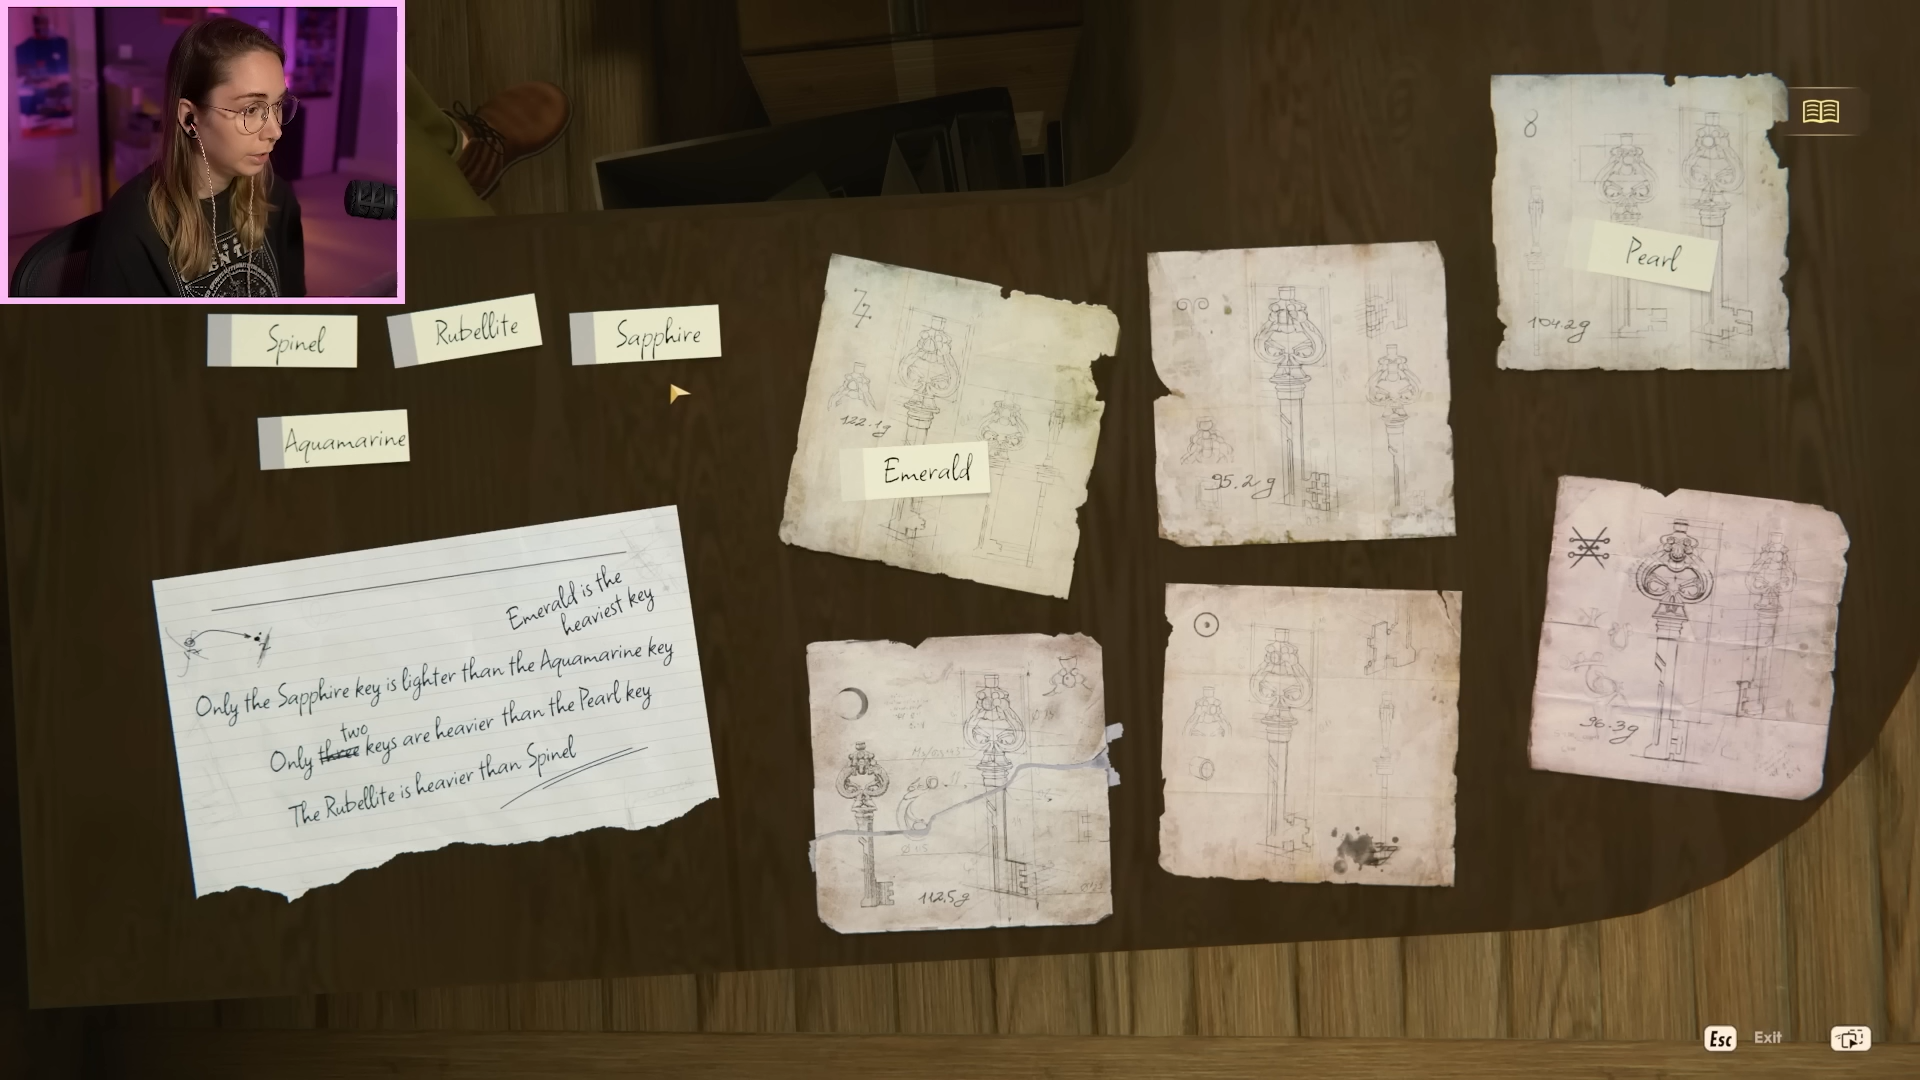 Spinel
Rubellite
Sapphire
Aquamarine
Emerald is the
heaviest key
Only the Sapphire key is lighter than the Aquamarine key
two
Only three keys are heavier than the Pearl key
The Rubellite is heavier than Spinel
122.1g
Emerald
95.2g
8
Pearl
104.2g
112.5g
96.3g
Esc Exit